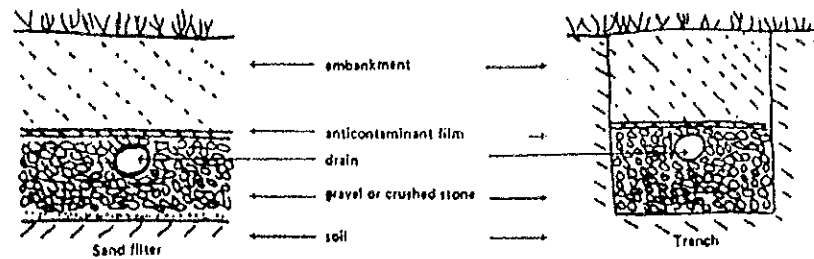 embankment
anticontaminant film
drain
gravel or crushed stone
soil
Sand filter
Trench